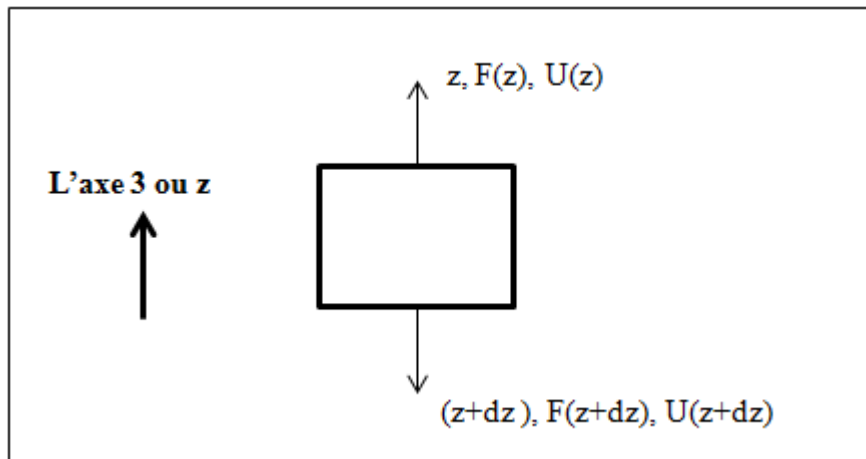 z, F(z), U(z)
L’axe 3 ou z
(z+dz ), F(z+dz), U(z+dz)